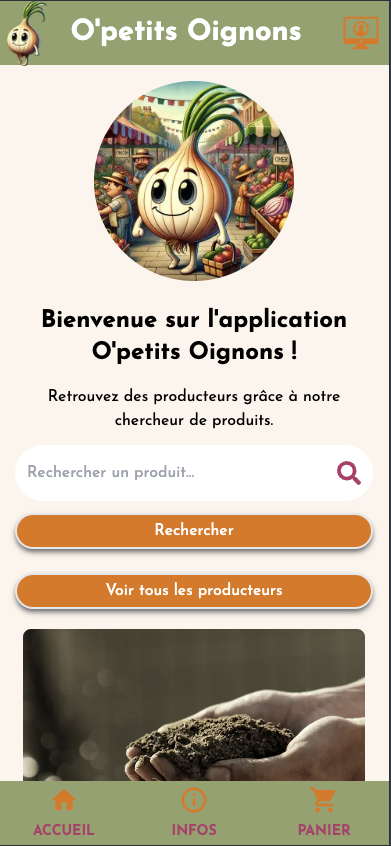 O'petits Oignons
Bienvenue sur l'application
O'petits Oignons !
Retrouvez des producteurs grâce à notre
chercheur de produits.
Rechercher un produit...
Rechercher
Voir tous les producteurs
ACCUEIL
INFOS
PANIER